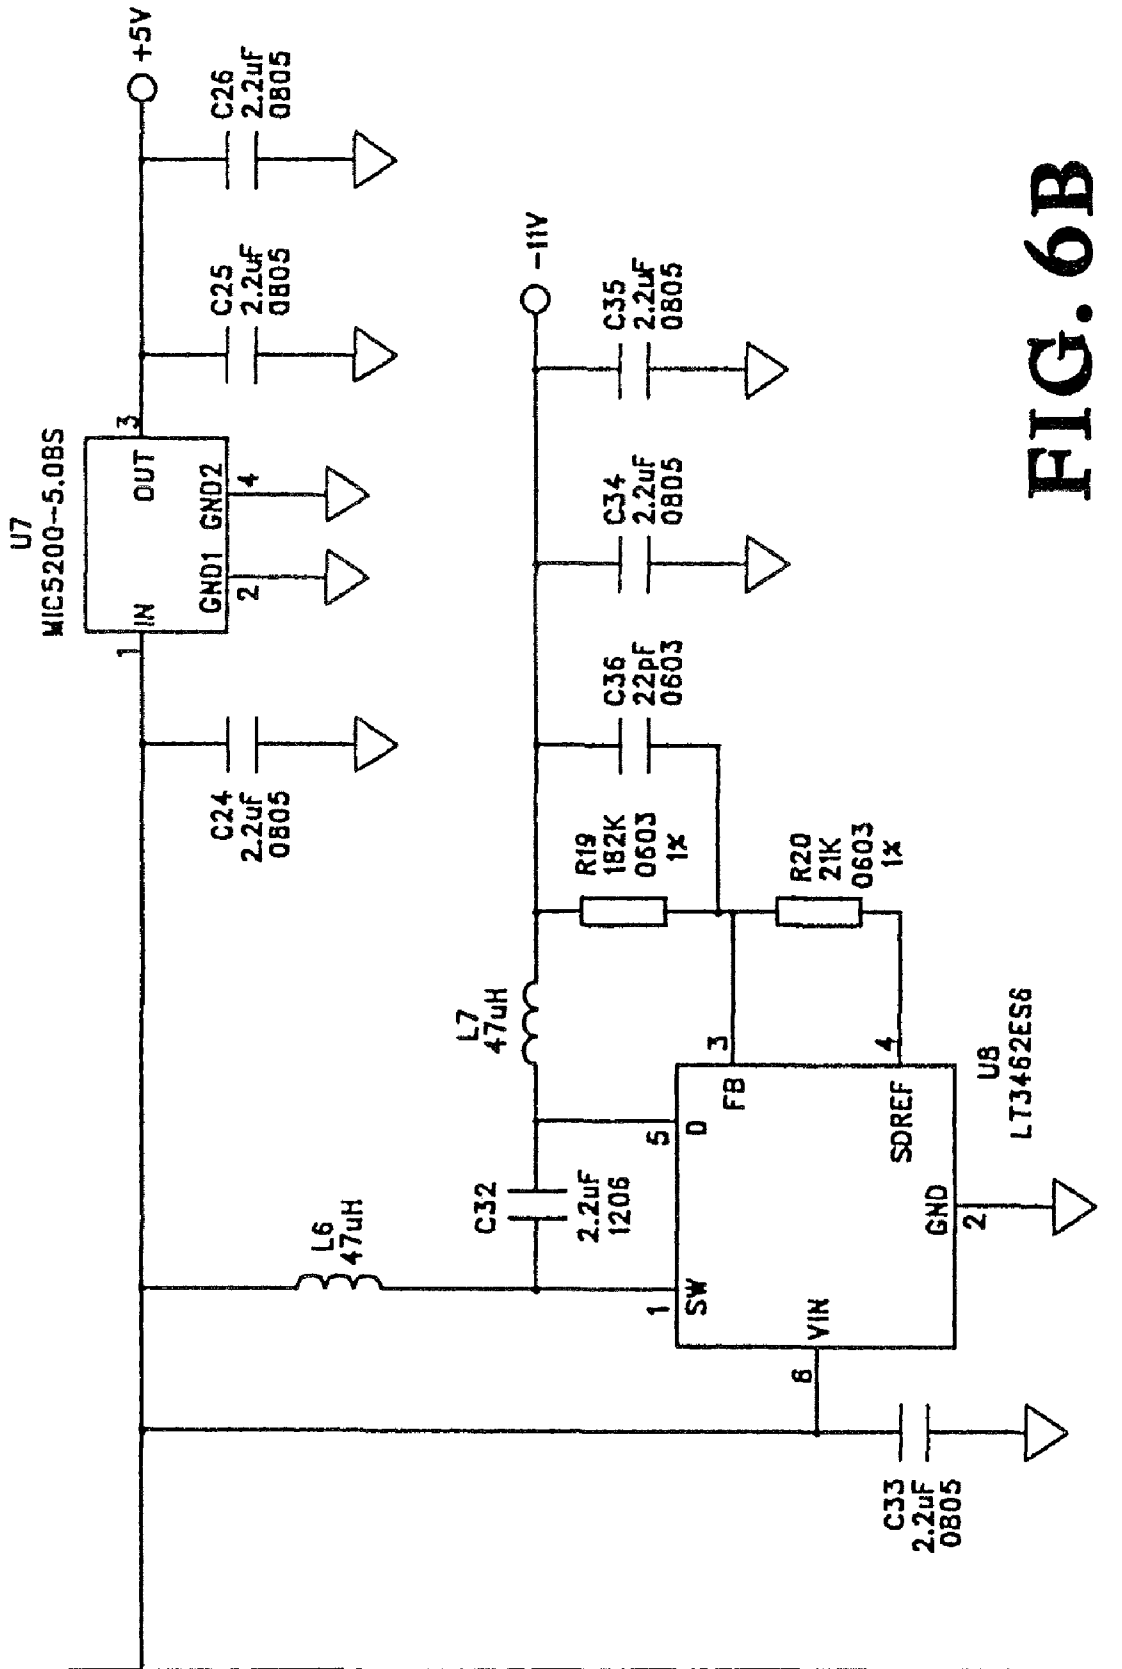 U7
MIC5200-5.0BS
1
IN
OUT
3
GND1
GND2
2
4
+5V
C24
2.2uF
0805
C25
2.2uF
0805
C26
2.2uF
0805
L6
47uH
C32
2.2uF
1206
L7
47uH
-11V
R19
182K
0603
1%
C36
22pF
0603
C34
2.2uF
0805
C35
2.2uF
0805
R20
21K
0603
1%
1
SW
5
D
3
FB
4
SDREF
6
VIN
GND
2
U8
LT3462ES6
C33
2.2uF
0805
FIG. 6B